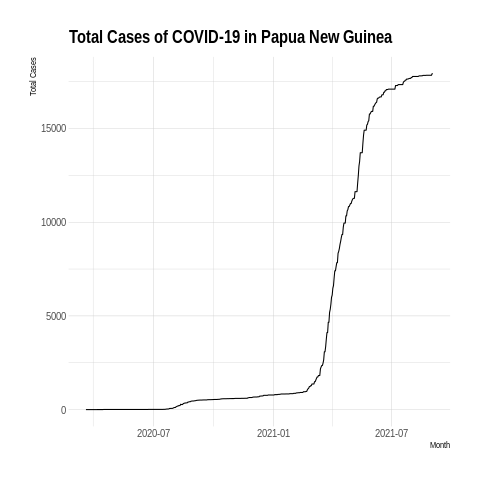 Total Cases of COVID-19 in Papua New Guinea
Total Cases
15000
10000
5000
0
2020-07 2021-01 2021-07
Month